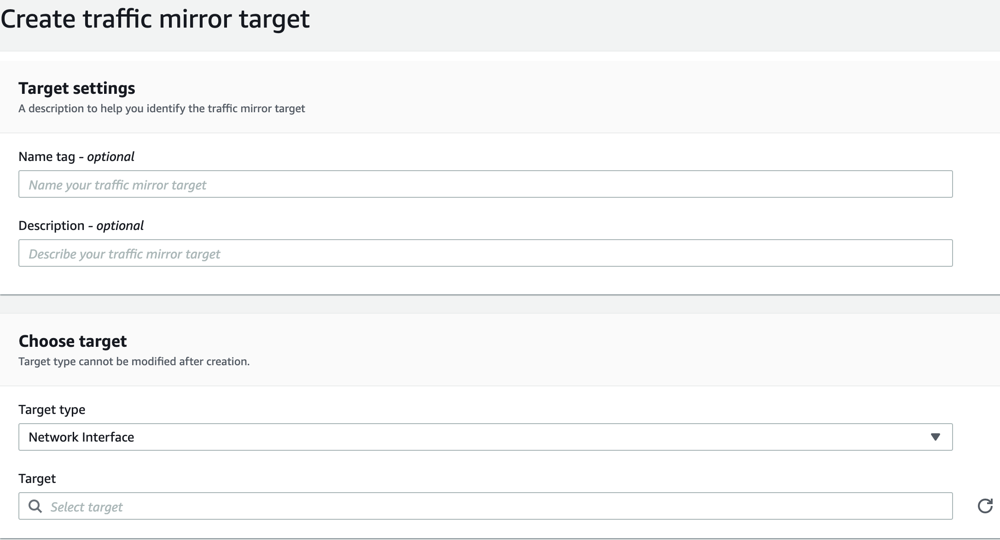 Create traffic mirror target
Target settings
A description to help you identify the traffic mirror target
Name tag - optional
Name your traffic mirror target
Description - optional
Describe your traffic mirror target
Choose target
Target type cannot be modified after creation.
Target type
Network Interface
Target
Select target